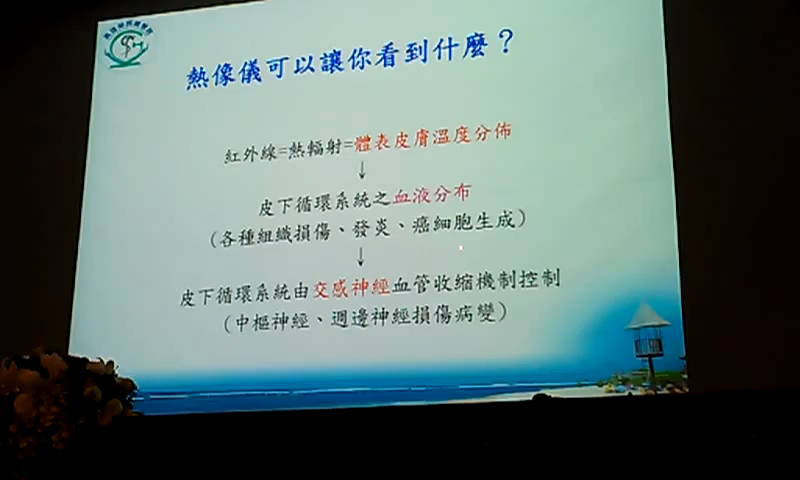 熱像儀可以讓你看到什麼？
紅外線=熱輻射=體表皮膚溫度分佈
↓
皮下循環系統之血液分布
(各種組織損傷、發炎、癌細胞生成)
↓
皮下循環系統由交感神經血管收縮機制控制
(中樞神經、週邊神經損傷病變)